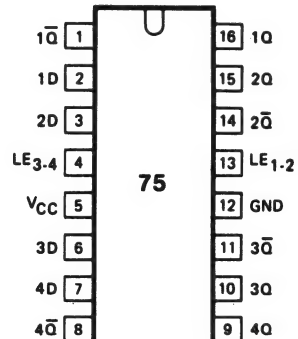 1Q̅ 1 16 1Q
1D 2 15 2Q
2D 3 14 2Q̅
LE3-4 4 13 LE1-2
75
VCC 5 12 GND
3D 6 11 3Q̅
4D 7 10 3Q
4Q̅ 8 9 4Q